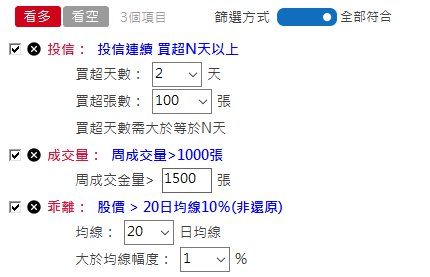 看多 看空 3個項目 篩選方式 全部符合
投信： 投信連續 買超N天以上
買超天數： 2 天
買超張數： 100 張
買超天數需大於等於N天
成交量： 周成交量>1000張
周成交金量> 1500 張
乖離： 股價 > 20日均線10%(非還原)
均線： 20 日均線
大於均線幅度： 1 %